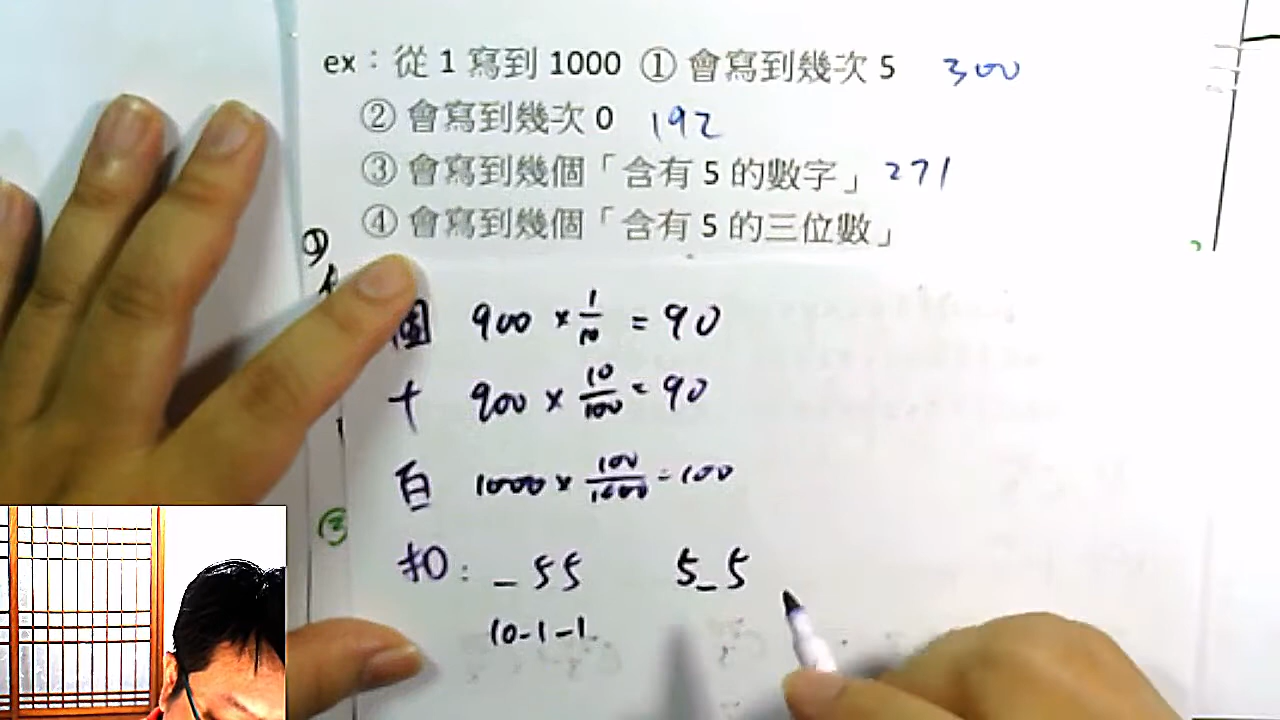 ex：從 1 寫到 1000 ① 會寫到幾次 5 300
② 會寫到幾次 0 192
③ 會寫到幾個「含有 5 的數字」 271
④ 會寫到幾個「含有 5 的三位數」
①
個 900 × 1/10 = 90
十 900 × 10/100 = 90
百 1000 × 100/1000 = 100
③
扣: _55 5_5
10-1-1